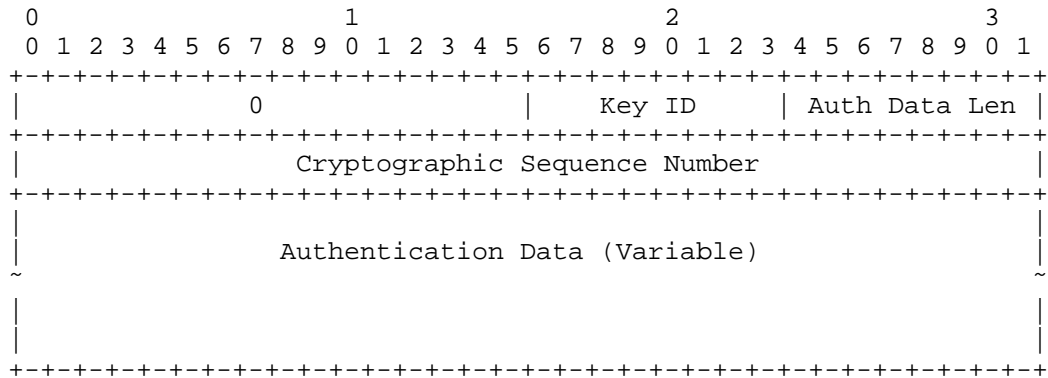 0                   1                   2                   3
 0 1 2 3 4 5 6 7 8 9 0 1 2 3 4 5 6 7 8 9 0 1 2 3 4 5 6 7 8 9 0 1
+-+-+-+-+-+-+-+-+-+-+-+-+-+-+-+-+-+-+-+-+-+-+-+-+-+-+-+-+-+-+-+-+
|              0                |    Key ID     | Auth Data Len |
+-+-+-+-+-+-+-+-+-+-+-+-+-+-+-+-+-+-+-+-+-+-+-+-+-+-+-+-+-+-+-+-+
|                 Cryptographic Sequence Number                 |
+-+-+-+-+-+-+-+-+-+-+-+-+-+-+-+-+-+-+-+-+-+-+-+-+-+-+-+-+-+-+-+-+
|                                                               |
|                Authentication Data (Variable)                 |
~                                                               ~
|                                                               |
|                                                               |
+-+-+-+-+-+-+-+-+-+-+-+-+-+-+-+-+-+-+-+-+-+-+-+-+-+-+-+-+-+-+-+-+